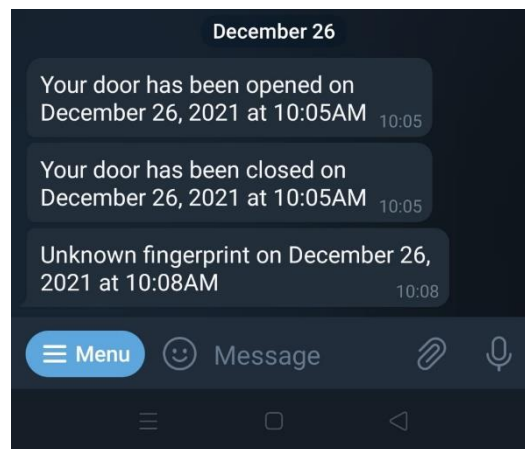 December 26
Your door has been opened on
December 26, 2021 at 10:05AM 10:05
Your door has been closed on
December 26, 2021 at 10:05AM 10:05
Unknown fingerprint on December 26,
2021 at 10:08AM 10:08
Menu Message